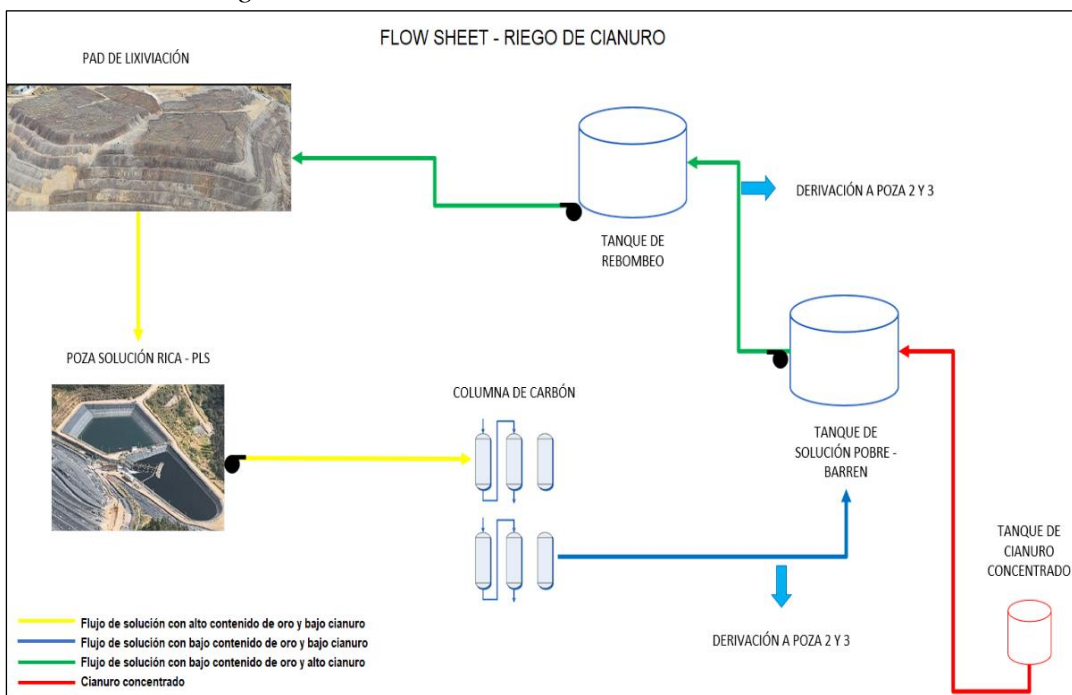 FLOW SHEET - RIEGO DE CIANURO
PAD DE LIXIVIACIÓN
DERIVACIÓN A POZA 2 Y 3
TANQUE DE
REBOMBEO
POZA SOLUCIÓN RICA - PLS
COLUMNA DE CARBÓN
TANQUE DE
SOLUCIÓN POBRE -
BARREN
TANQUE DE
CIANURO
CONCENTRADO
DERIVACIÓN A POZA 2 Y 3
Flujo de solución con alto contenido de oro y bajo cianuro
Flujo de solución con bajo contenido de oro y bajo cianuro
Flujo de solución con bajo contenido de oro y alto cianuro
Cianuro concentrado